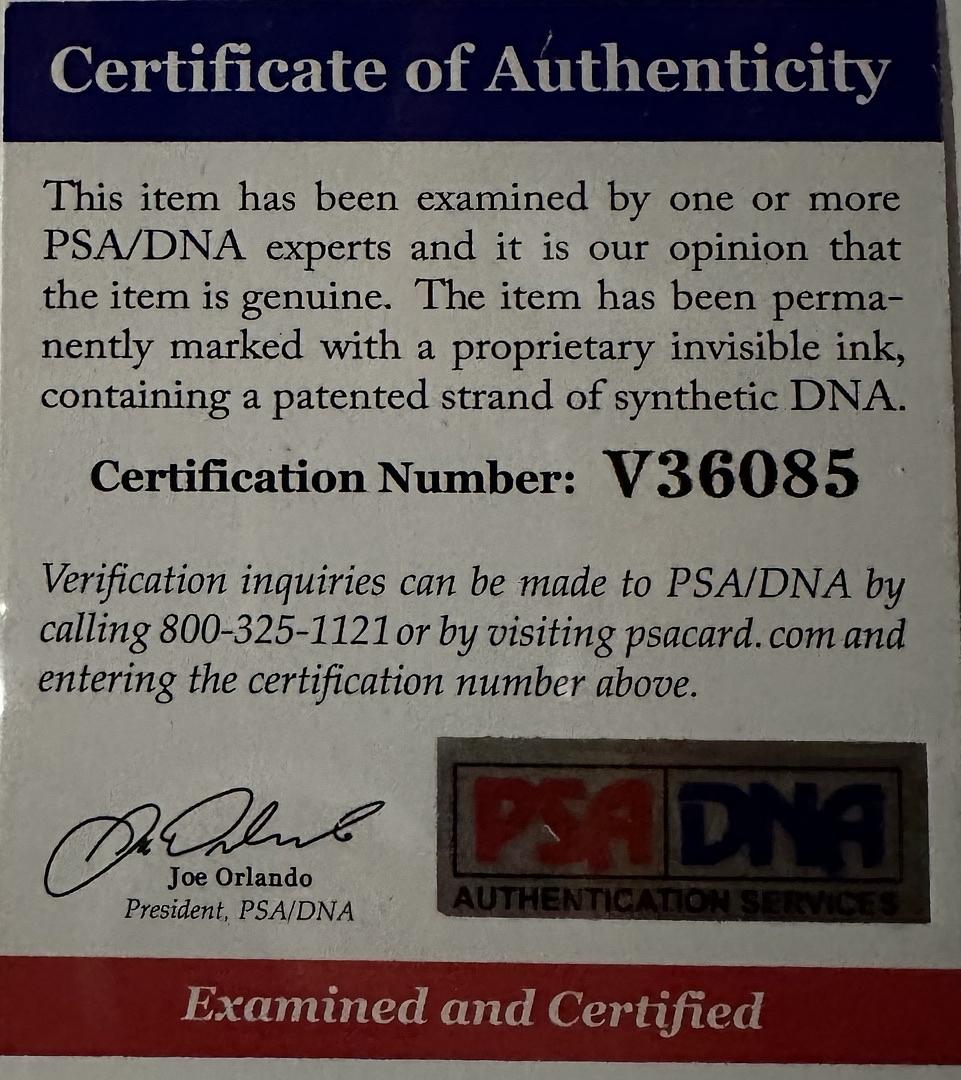 Certificate of Authenticity
This item has been examined by one or more
PSA/DNA experts and it is our opinion that
the item is genuine. The item has been perma-
nently marked with a proprietary invisible ink,
containing a patented strand of synthetic DNA.
Certification Number: V36085
Verification inquiries can be made to PSA/DNA by
calling 800-325-1121 or by visiting psacard.com and
entering the certification number above.
Joe Orlando
President, PSA/DNA
PSA DNA
AUTHENTICATION SERVICES
Examined and Certified